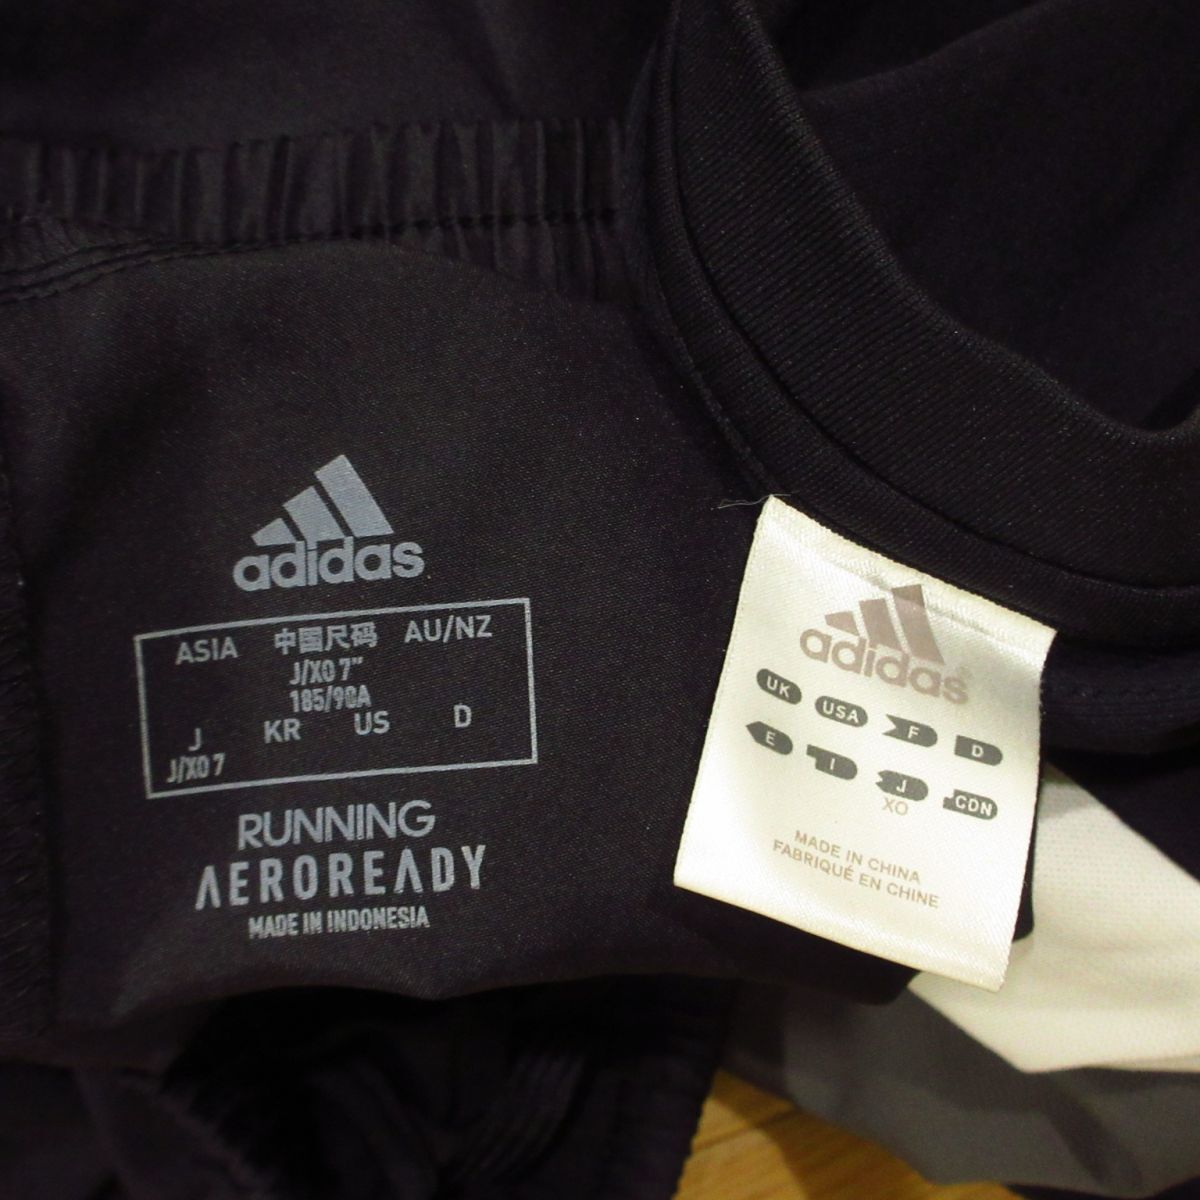 adidas
ASIA 中国尺码 AU/NZ
J/XO 7"
185/90A
J KR US D
J/XO 7
RUNNING
AEROREADY
MADE IN INDONESIA
adidas
UK USA F D
E I J CDN
XO
MADE IN CHINA
FABRIQUÉ EN CHINE